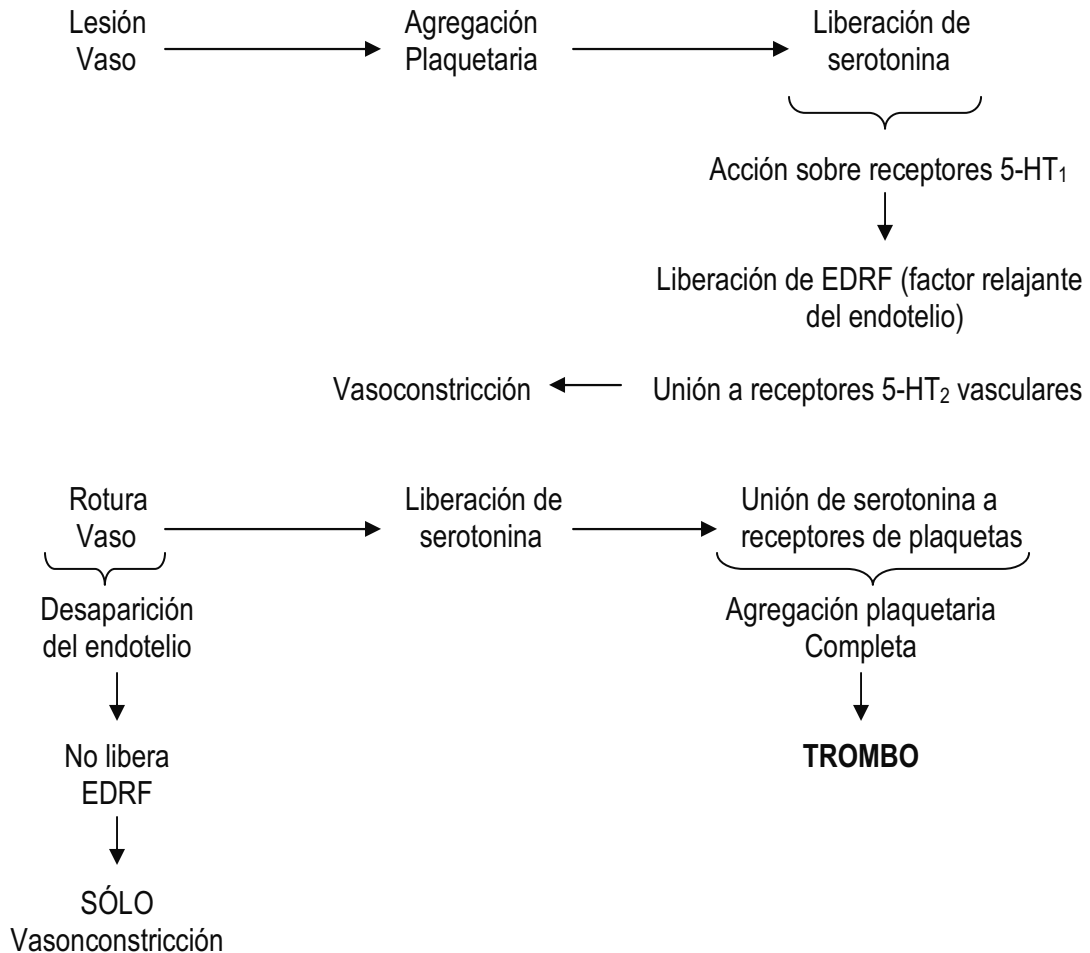 Lesión
Vaso
Agregación
Plaquetaria
Liberación de
serotonina
Acción sobre receptores 5-HT₁
Liberación de EDRF (factor relajante
del endotelio)
Vasoconstricción
Unión a receptores 5-HT₂ vasculares
Rotura
Vaso
Liberación de
serotonina
Unión de serotonina a
receptores de plaquetas
Desaparición
del endotelio
Agregación plaquetaria
Completa
No libera
EDRF
TROMBO
SÓLO
Vasonconstricción